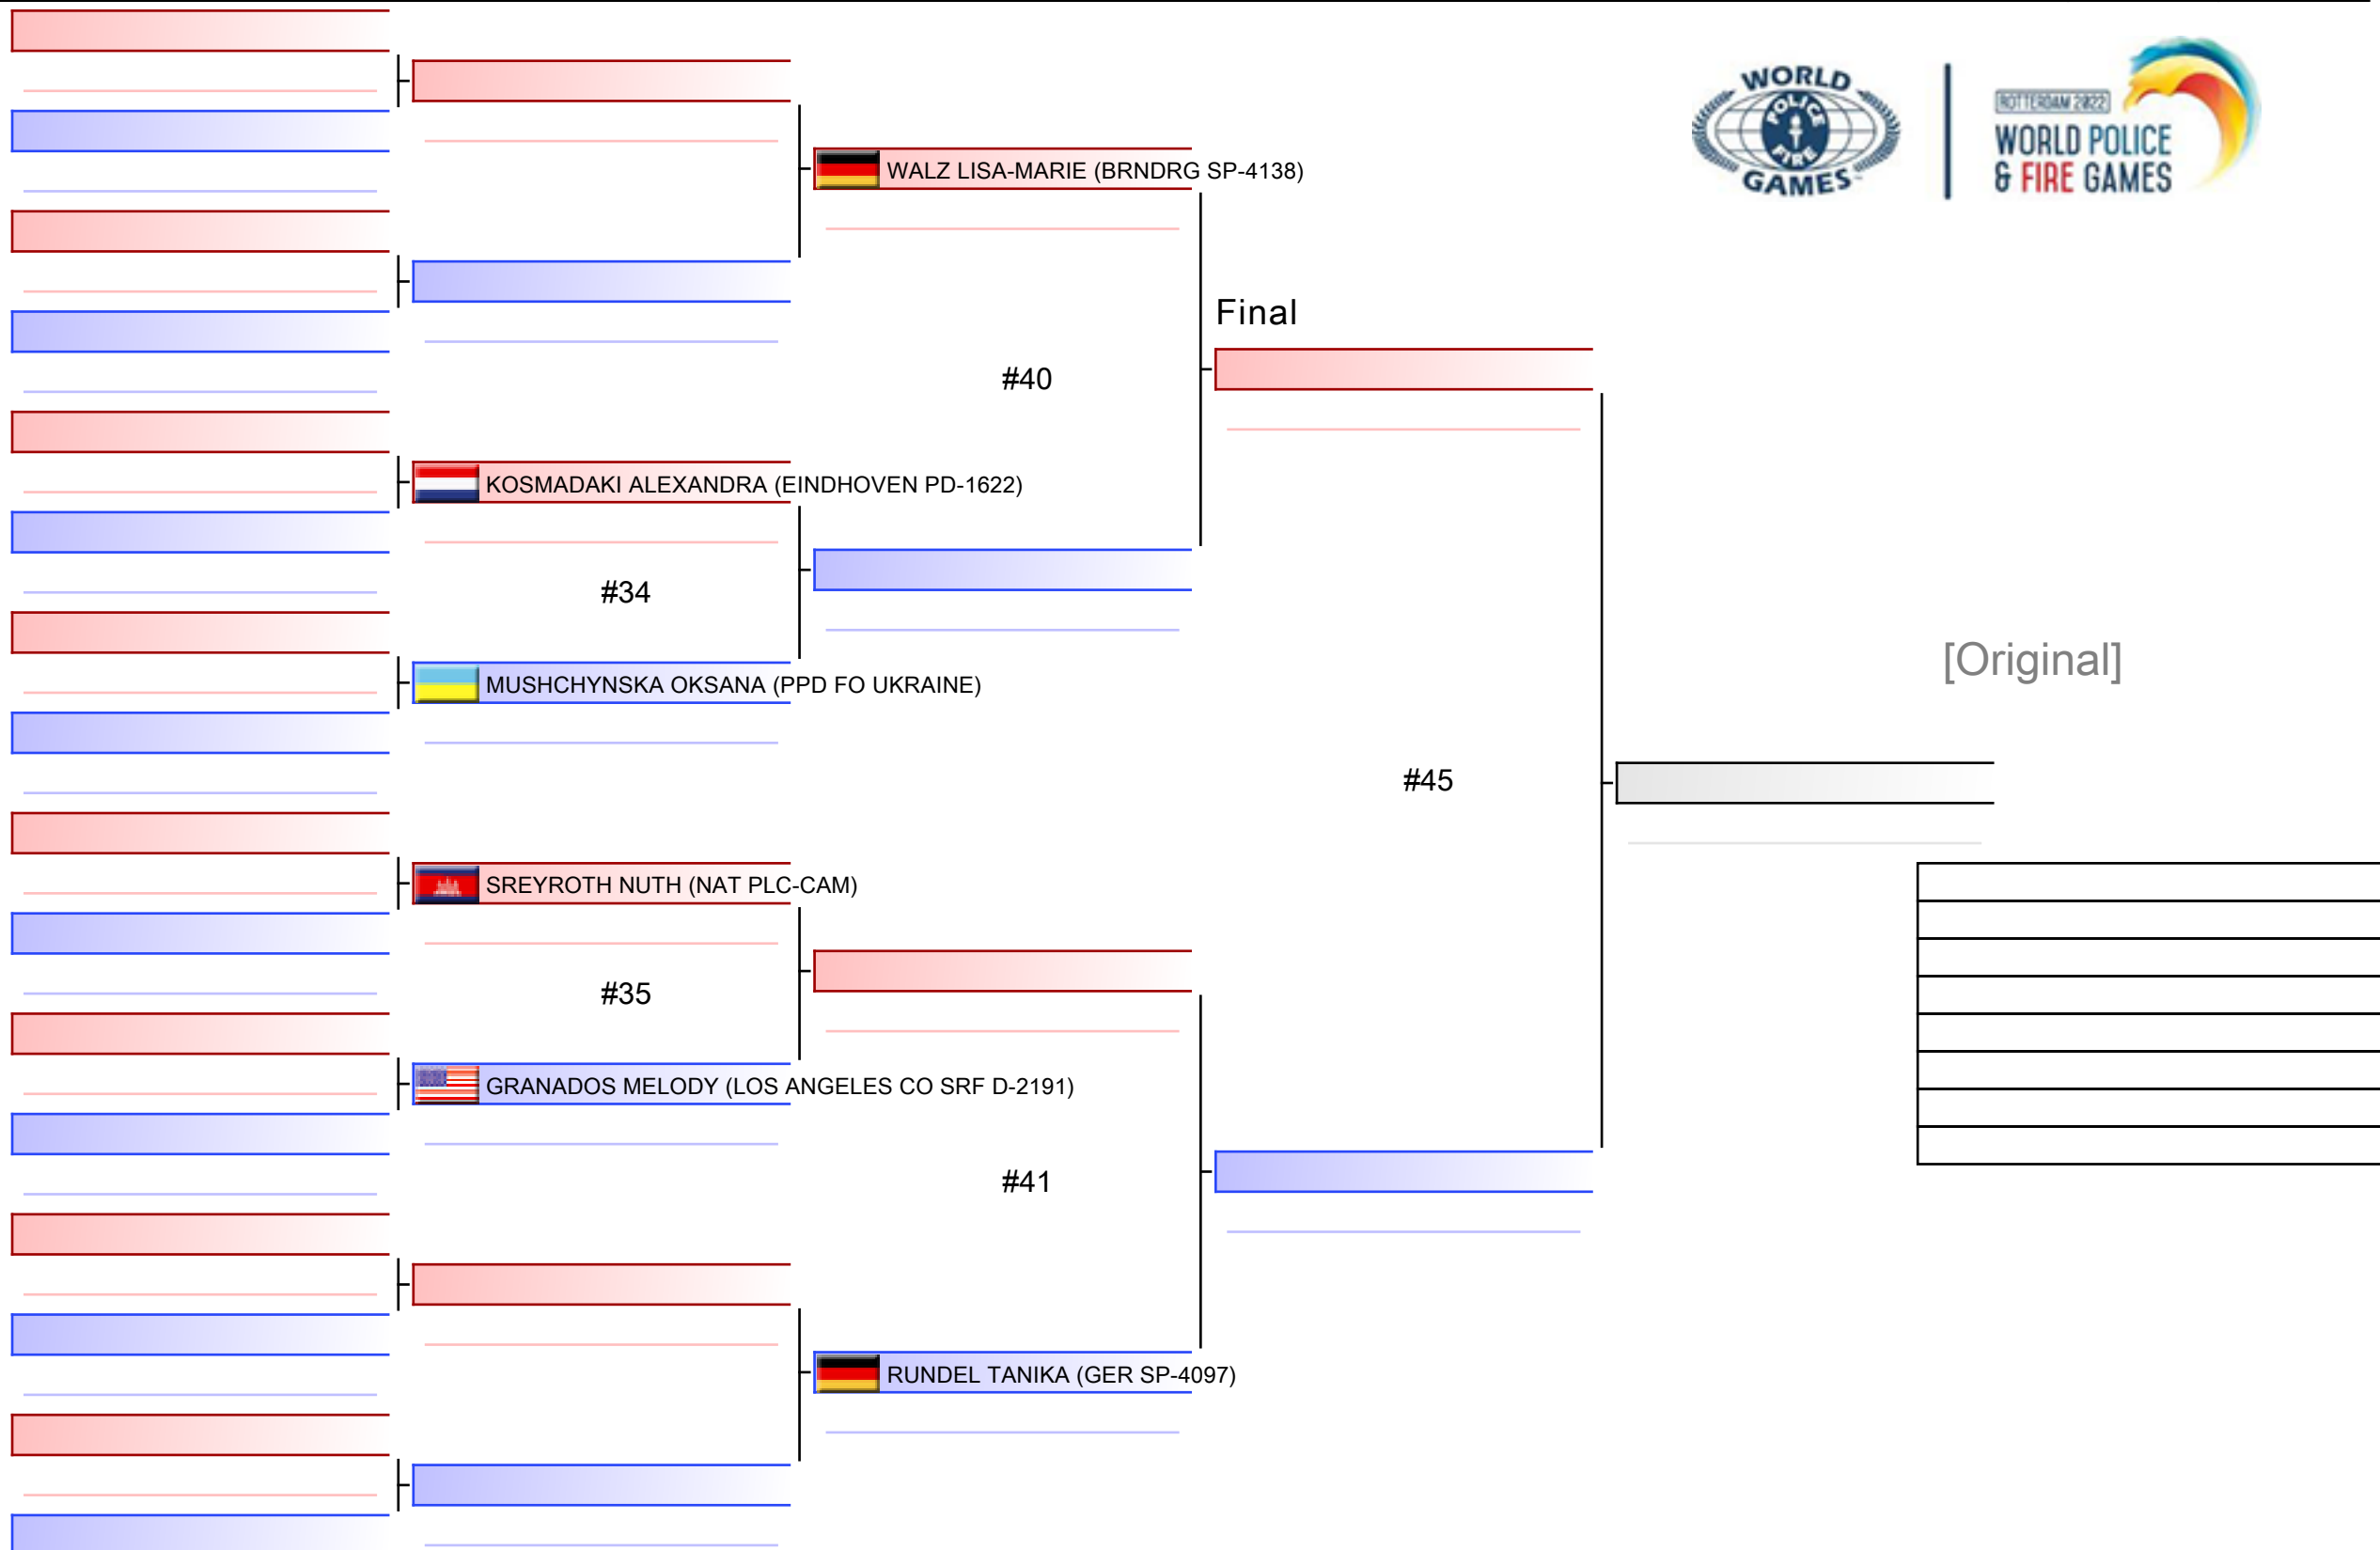 WORLD
POLICE
FIRE
GAMES
ROTTERDAM 2022
WORLD POLICE
& FIRE GAMES
WALZ LISA-MARIE (BRNDRG SP-4138)
Final
#40
KOSMADAKI ALEXANDRA (EINDHOVEN PD-1622)
#34
[Original]
MUSHCHYNSKA OKSANA (PPD FO UKRAINE)
#45
SREYROTH NUTH (NAT PLC-CAM)
#35
GRANADOS MELODY (LOS ANGELES CO SRF D-2191)
#41
RUNDEL TANIKA (GER SP-4097)